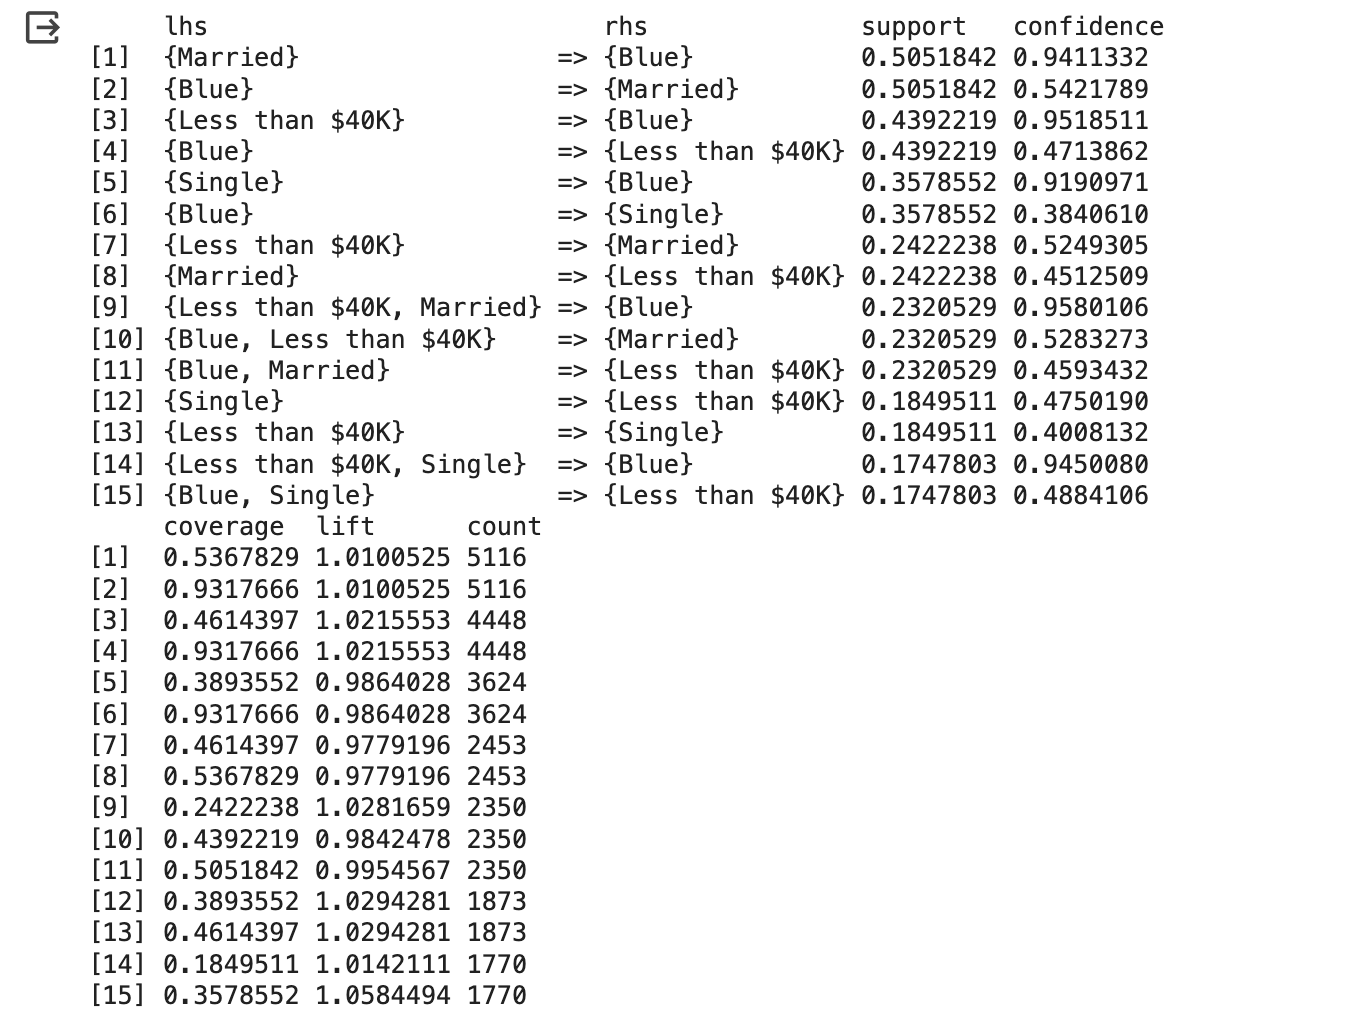 lhs rhs support confidence
[1] {Married} => {Blue} 0.5051842 0.9411332
[2] {Blue} => {Married} 0.5051842 0.5421789
[3] {Less than $40K} => {Blue} 0.4392219 0.9518511
[4] {Blue} => {Less than $40K} 0.4392219 0.4713862
[5] {Single} => {Blue} 0.3578552 0.9190971
[6] {Blue} => {Single} 0.3578552 0.3840610
[7] {Less than $40K} => {Married} 0.2422238 0.5249305
[8] {Married} => {Less than $40K} 0.2422238 0.4512509
[9] {Less than $40K, Married} => {Blue} 0.2320529 0.9580106
[10] {Blue, Less than $40K} => {Married} 0.2320529 0.5283273
[11] {Blue, Married} => {Less than $40K} 0.2320529 0.4593432
[12] {Single} => {Less than $40K} 0.1849511 0.4750190
[13] {Less than $40K} => {Single} 0.1849511 0.4008132
[14] {Less than $40K, Single} => {Blue} 0.1747803 0.9450080
[15] {Blue, Single} => {Less than $40K} 0.1747803 0.4884106
coverage lift count
[1] 0.5367829 1.0100525 5116
[2] 0.9317666 1.0100525 5116
[3] 0.4614397 1.0215553 4448
[4] 0.9317666 1.0215553 4448
[5] 0.3893552 0.9864028 3624
[6] 0.9317666 0.9864028 3624
[7] 0.4614397 0.9779196 2453
[8] 0.5367829 0.9779196 2453
[9] 0.2422238 1.0281659 2350
[10] 0.4392219 0.9842478 2350
[11] 0.5051842 0.9954567 2350
[12] 0.3893552 1.0294281 1873
[13] 0.4614397 1.0294281 1873
[14] 0.1849511 1.0142111 1770
[15] 0.3578552 1.0584494 1770